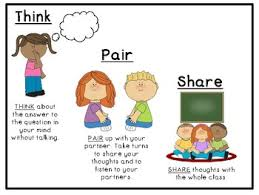 Think
THINK about
the answer to
the question in
your mind
without talking.
Pair
PAIR up with your
partner. Take turns
to share your
thoughts and to
listen to your
partners
Share
SHARE thoughts with
the whole class